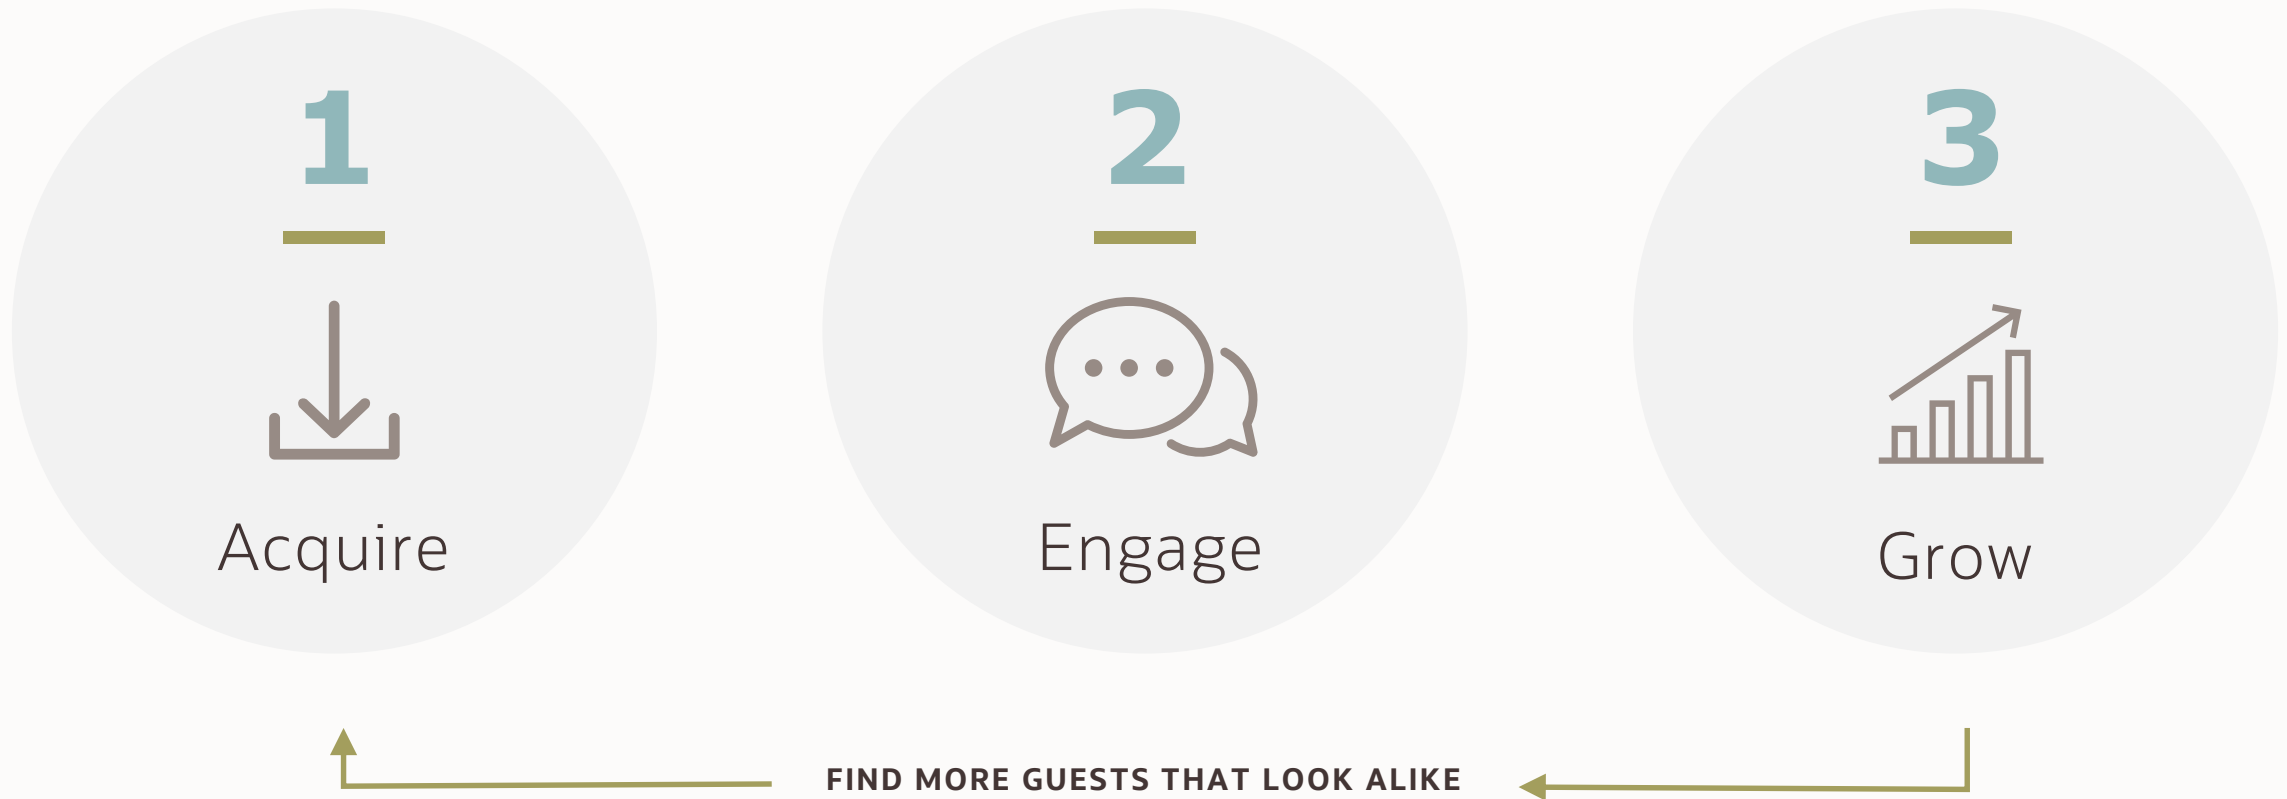 1
2
3
Acquire
Engage
Grow
FIND MORE GUESTS THAT LOOK ALIKE